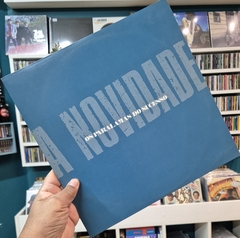 A NOVIDADE
OS PARALAMAS DO SUCESSO